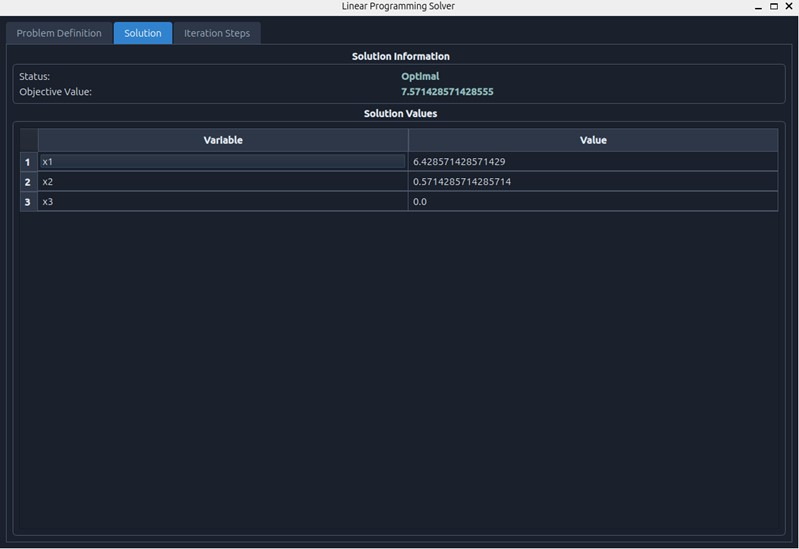 Linear Programming Solver
Problem Definition Solution Iteration Steps
Solution Information
Status: Optimal
Objective Value: 7.571428571428555
Solution Values
Variable Value
1 x1 6.428571428571429
2 x2 0.5714285714285714
3 x3 0.0